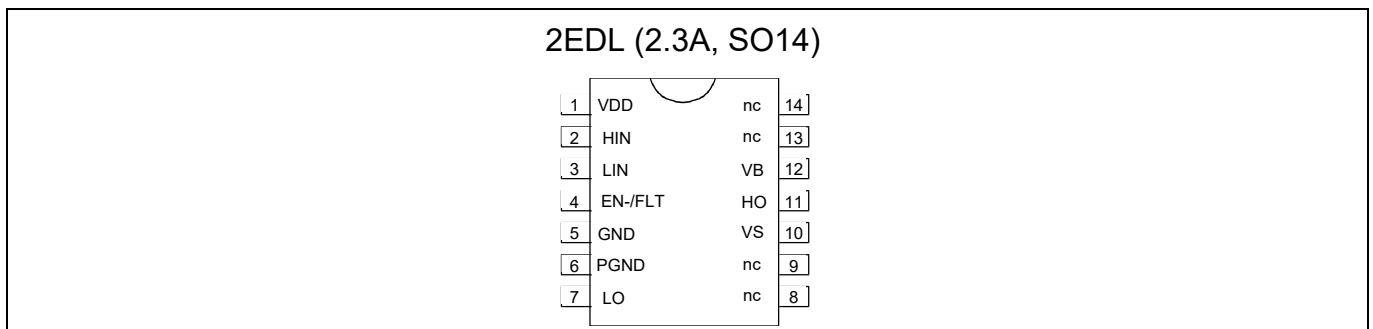 2EDL (2.3A, SO14)
1 VDD nc 14
2 HIN nc 13
3 LIN VB 12
4 EN-/FLT HO 11
5 GND VS 10
6 PGND nc 9
7 LO nc 8